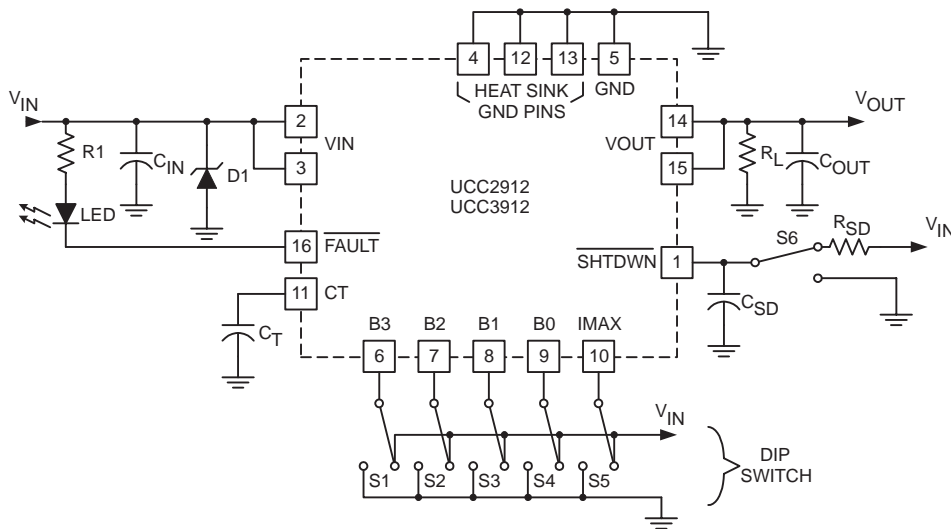 4 12 13 5
HEAT SINK
GND PINS
GND
VIN
R1
CIN
D1
LED
2
3
VIN
14
15
VOUT
VOUT
RL
COUT
UCC2912
UCC3912
16
FAULT
11
CT
CT
SHTDWN
1
S6
RSD
VIN
CSD
B3 B2 B1 B0 IMAX
6 7 8 9 10
VIN
S1 S2 S3 S4 S5
DIP
SWITCH